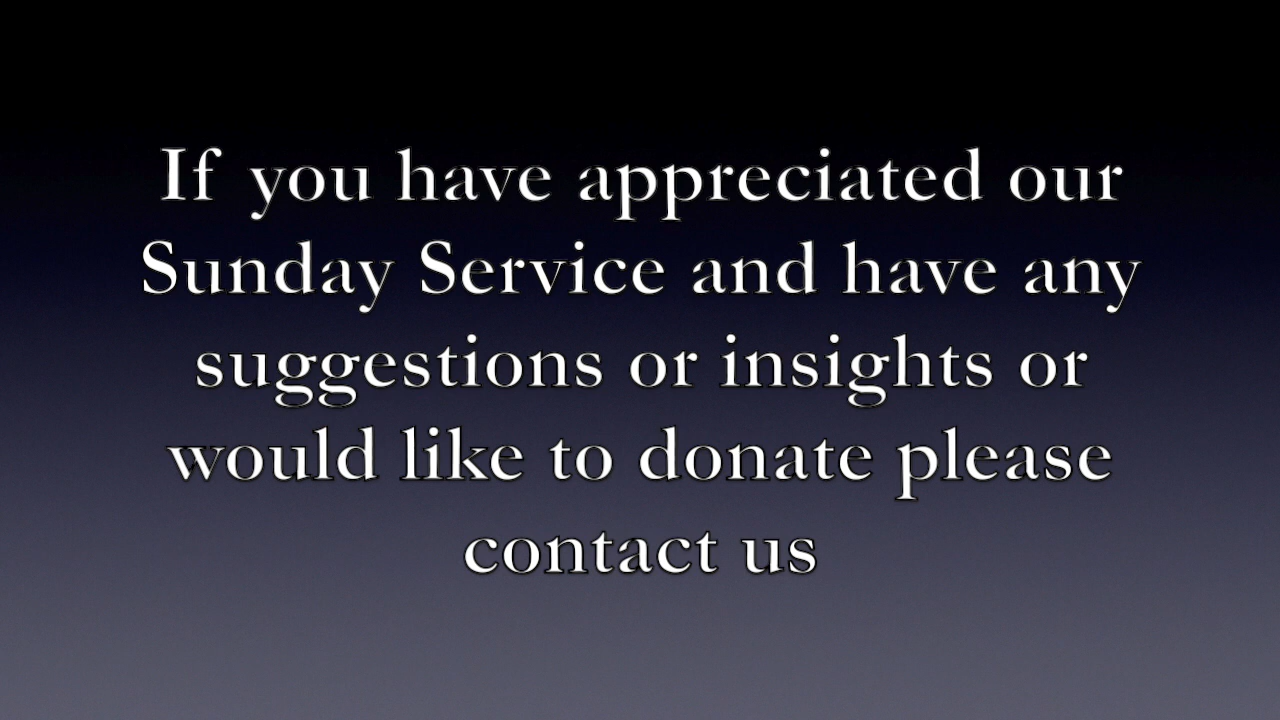 If you have appreciated our
Sunday Service and have any
suggestions or insights or
would like to donate please
contact us